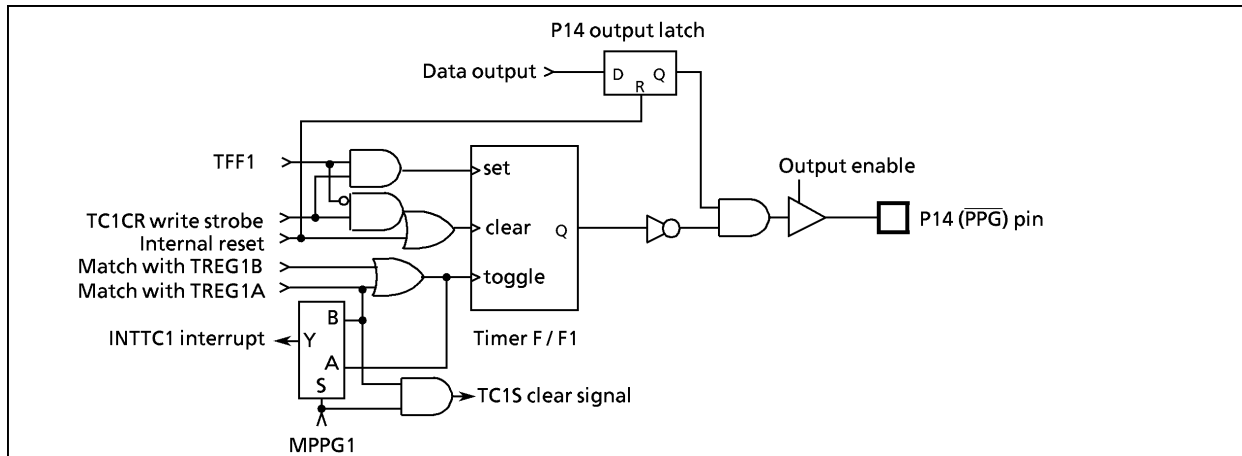 P14 output latch
Data output
D Q
R
TFF1
set
Output enable
TC1CR write strobe
clear
Q
P14 (PPG) pin
Internal reset
Match with TREG1B
toggle
Match with TREG1A
B
INTTC1 interrupt
Y
Timer F / F1
A
S
TC1S clear signal
MPPG1